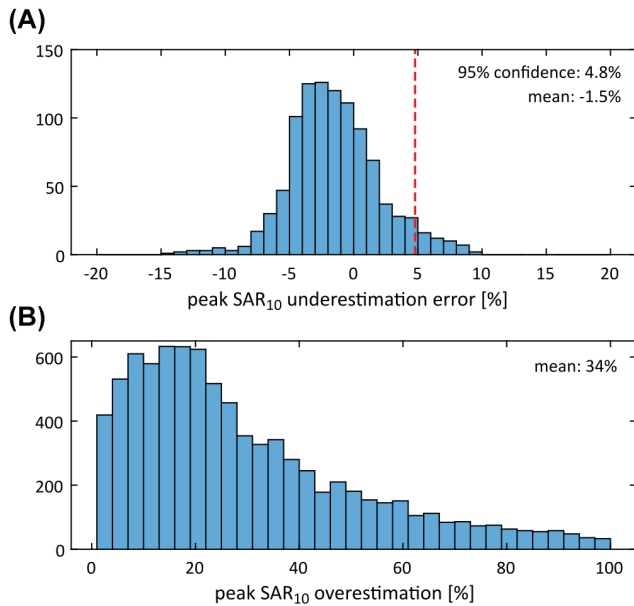 (A)
150
100
50
0
95% confidence: 4.8%
mean: -1.5%
-20 -15 -10 -5 0 5 10 15 20
peak SAR₁₀ underestimation error [%]
(B)
600
400
200
0
mean: 34%
0 20 40 60 80 100
peak SAR₁₀ overestimation [%]